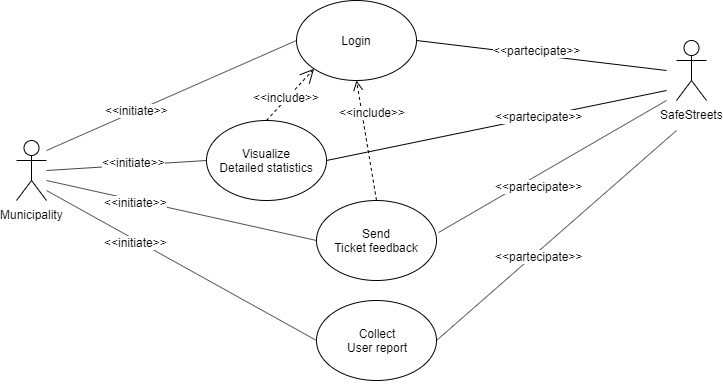 Login
<<partecipate>>
<<initiate>>
<<include>>
<<include>>
SafeStreets
<<partecipate>>
Visualize
Detailed statistics
<<initiate>>
Municipality
<<initiate>>
<<partecipate>>
Send
Ticket feedback
<<initiate>>
<<partecipate>>
Collect
User report